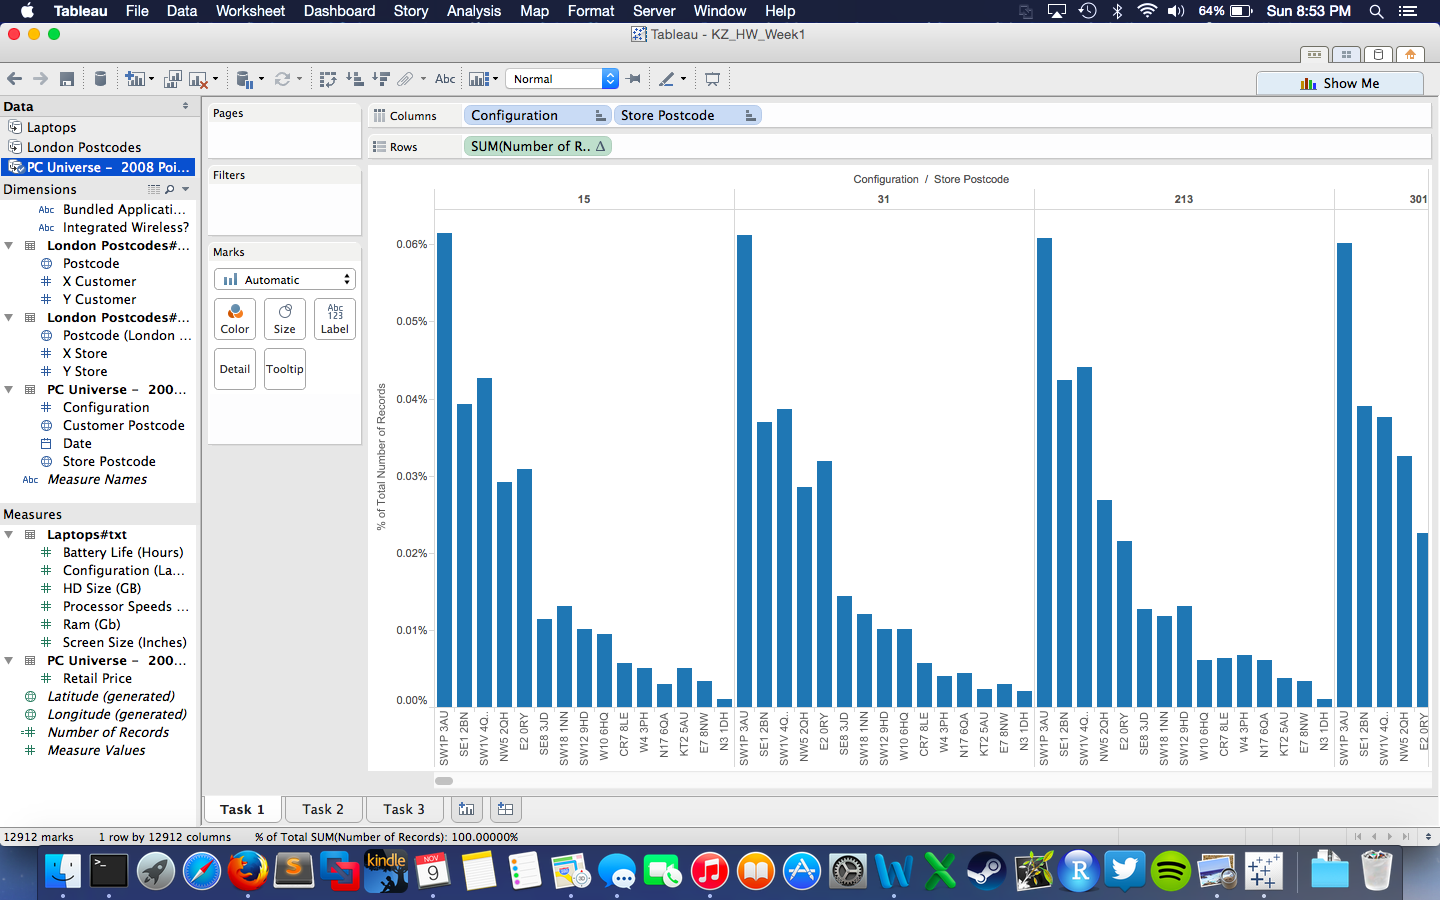 Tableau File Data Worksheet Dashboard Story Analysis Map Format Server Window Help 64% Sun 8:53 PM
Tableau - KZ_HW_Week1
Abc Normal Show Me
Data
Laptops
London Postcodes
PC Universe – 2008 Poi...
Dimensions
Abc Bundled Applicati...
Abc Integrated Wireless?
London Postcodes#...
Postcode
X Customer
Y Customer
London Postcodes#...
Postcode (London ...
X Store
Y Store
PC Universe – 200...
Configuration
Customer Postcode
Date
Store Postcode
Abc Measure Names
Measures
Laptops#txt
Battery Life (Hours)
Configuration (La...
HD Size (GB)
Processor Speeds ...
Ram (Gb)
Screen Size (Inches)
PC Universe – 200...
Retail Price
Latitude (generated)
Longitude (generated)
Number of Records
Measure Values
Pages
Filters
Marks
Automatic
Color Size Abc 123 Label
Detail Tooltip
Columns Configuration Store Postcode
Rows SUM(Number of R.. Δ
Configuration / Store Postcode
15 31 213 301
% of Total Number of Records
0.06%
0.05%
0.04%
0.03%
0.02%
0.01%
0.00%
SW1P 3AU
SE1 2BN
SW1V 4Q..
NW5 2QH
E2 0RY
SE8 3JD
SW18 1NN
SW12 9HD
W10 6HQ
CR7 8LE
W4 3PH
N17 6QA
KT2 5AU
E7 8NW
N3 1DH
SW1P 3AU
SE1 2BN
SW1V 4Q..
NW5 2QH
E2 0RY
SE8 3JD
SW18 1NN
SW12 9HD
W10 6HQ
CR7 8LE
W4 3PH
N17 6QA
KT2 5AU
E7 8NW
N3 1DH
SW1P 3AU
SE1 2BN
SW1V 4Q..
NW5 2QH
E2 0RY
SE8 3JD
SW18 1NN
SW12 9HD
W10 6HQ
CR7 8LE
W4 3PH
N17 6QA
KT2 5AU
E7 8NW
N3 1DH
SW1P 3AU
SE1 2BN
SW1V 4Q..
NW5 2QH
E2 0RY
Task 1 Task 2 Task 3
12912 marks 1 row by 12912 columns % of Total SUM(Number of Records): 100.00000%
kindle
NOV
9
R